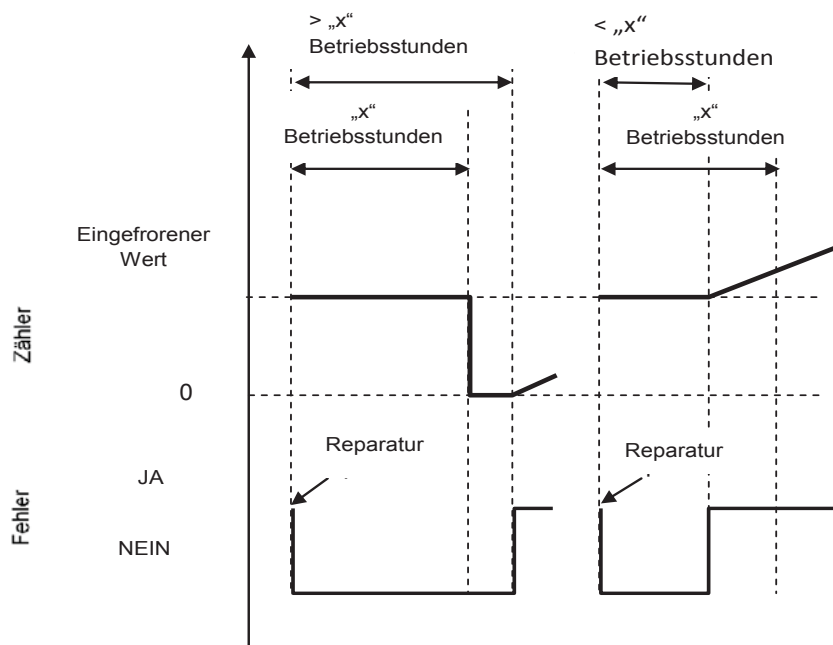 > „x“
Betriebsstunden
< „x“
Betriebsstunden
„x“
Betriebsstunden
„x“
Betriebsstunden
Eingefrorener
Wert
Zähler
0
Reparatur
Reparatur
JA
Fehler
NEIN